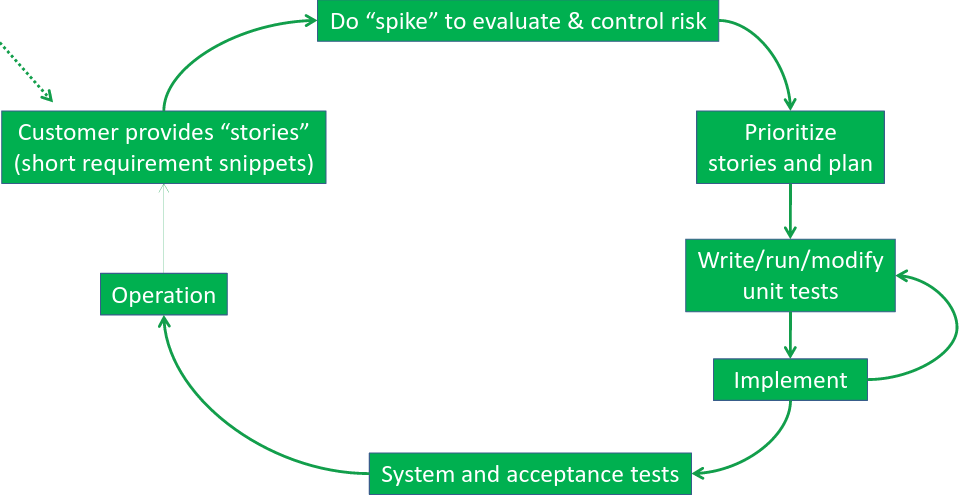 Do “spike” to evaluate & control risk
Customer provides “stories”
(short requirement snippets)
Prioritize
stories and plan
Write/run/modify
unit tests
Operation
Implement
System and acceptance tests